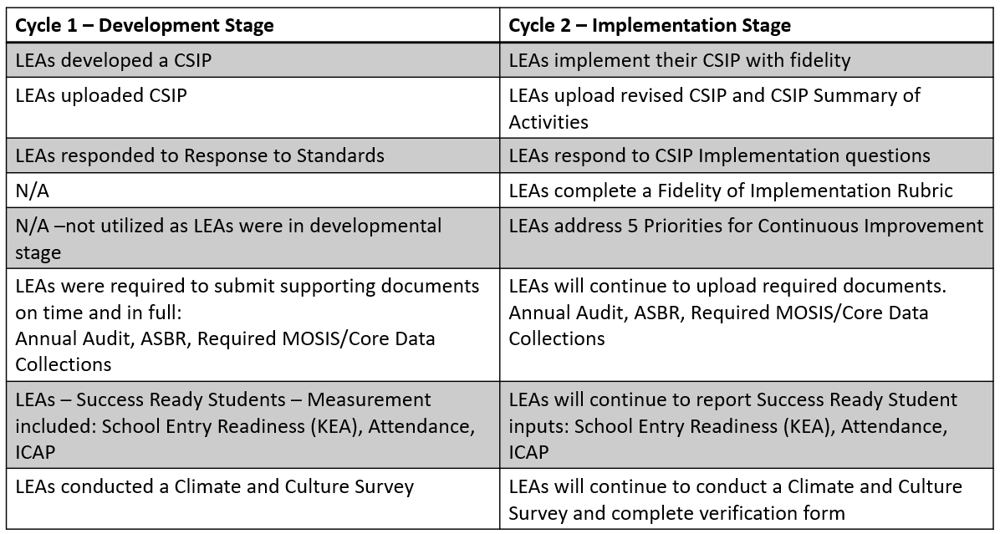 Cycle 1 – Development Stage
Cycle 2 – Implementation Stage
LEAs developed a CSIP
LEAs implement their CSIP with fidelity
LEAs uploaded CSIP
LEAs upload revised CSIP and CSIP Summary of
Activities
LEAs responded to Response to Standards
LEAs respond to CSIP Implementation questions
N/A
LEAs complete a Fidelity of Implementation Rubric
N/A –not utilized as LEAs were in developmental
stage
LEAs address 5 Priorities for Continuous Improvement
LEAs were required to submit supporting documents
on time and in full:
Annual Audit, ASBR, Required MOSIS/Core Data
Collections
LEAs will continue to upload required documents.
Annual Audit, ASBR, Required MOSIS/Core Data
Collections
LEAs – Success Ready Students – Measurement
included: School Entry Readiness (KEA), Attendance,
ICAP
LEAs will continue to report Success Ready Student
inputs: School Entry Readiness (KEA), Attendance,
ICAP
LEAs conducted a Climate and Culture Survey
LEAs will continue to conduct a Climate and Culture
Survey and complete verification form